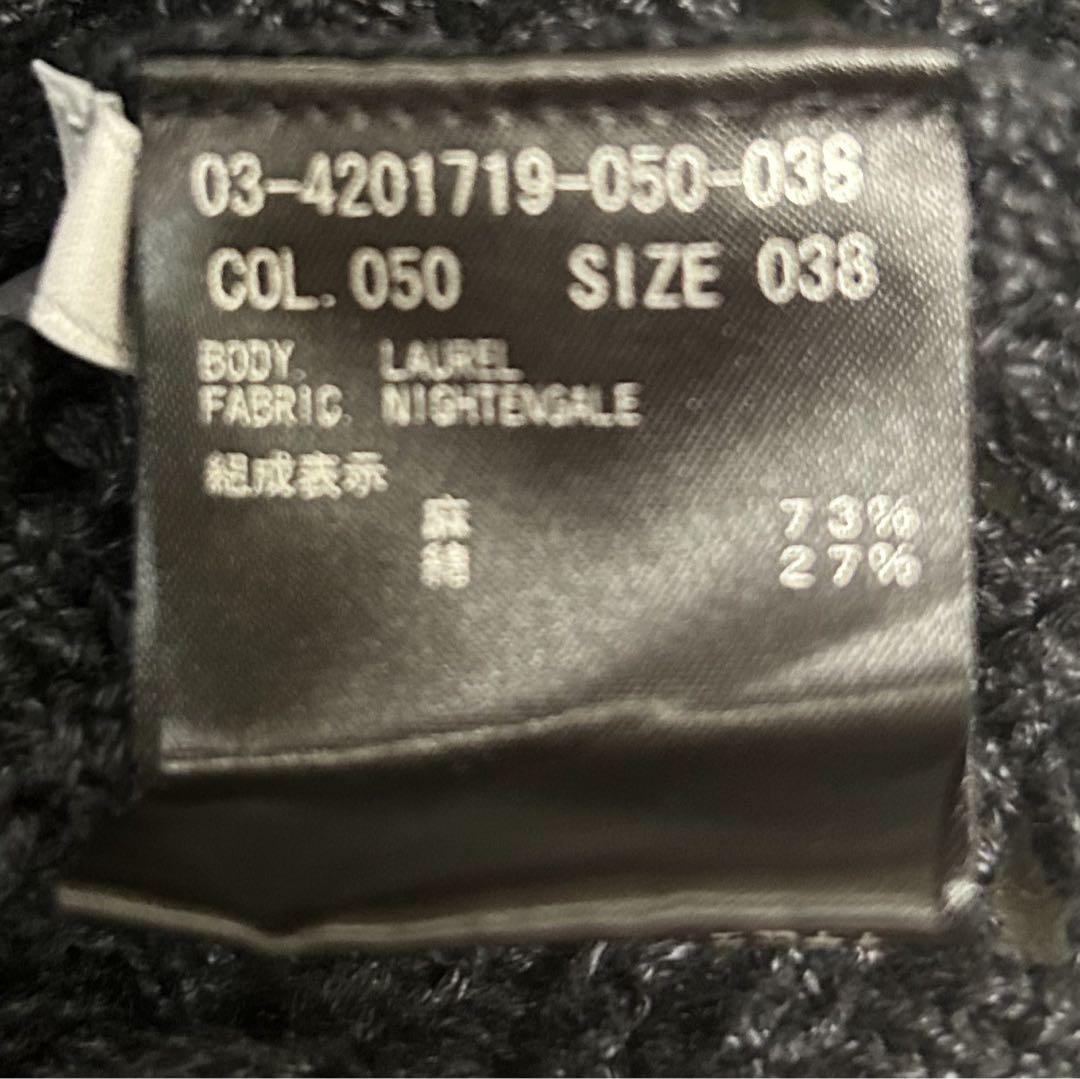 03-4201719-050-038
COL. 050 SIZE 038
BODY. LAUREL
FABRIC. NIGHTENGALE
組成表示
麻 73%
綿 27%